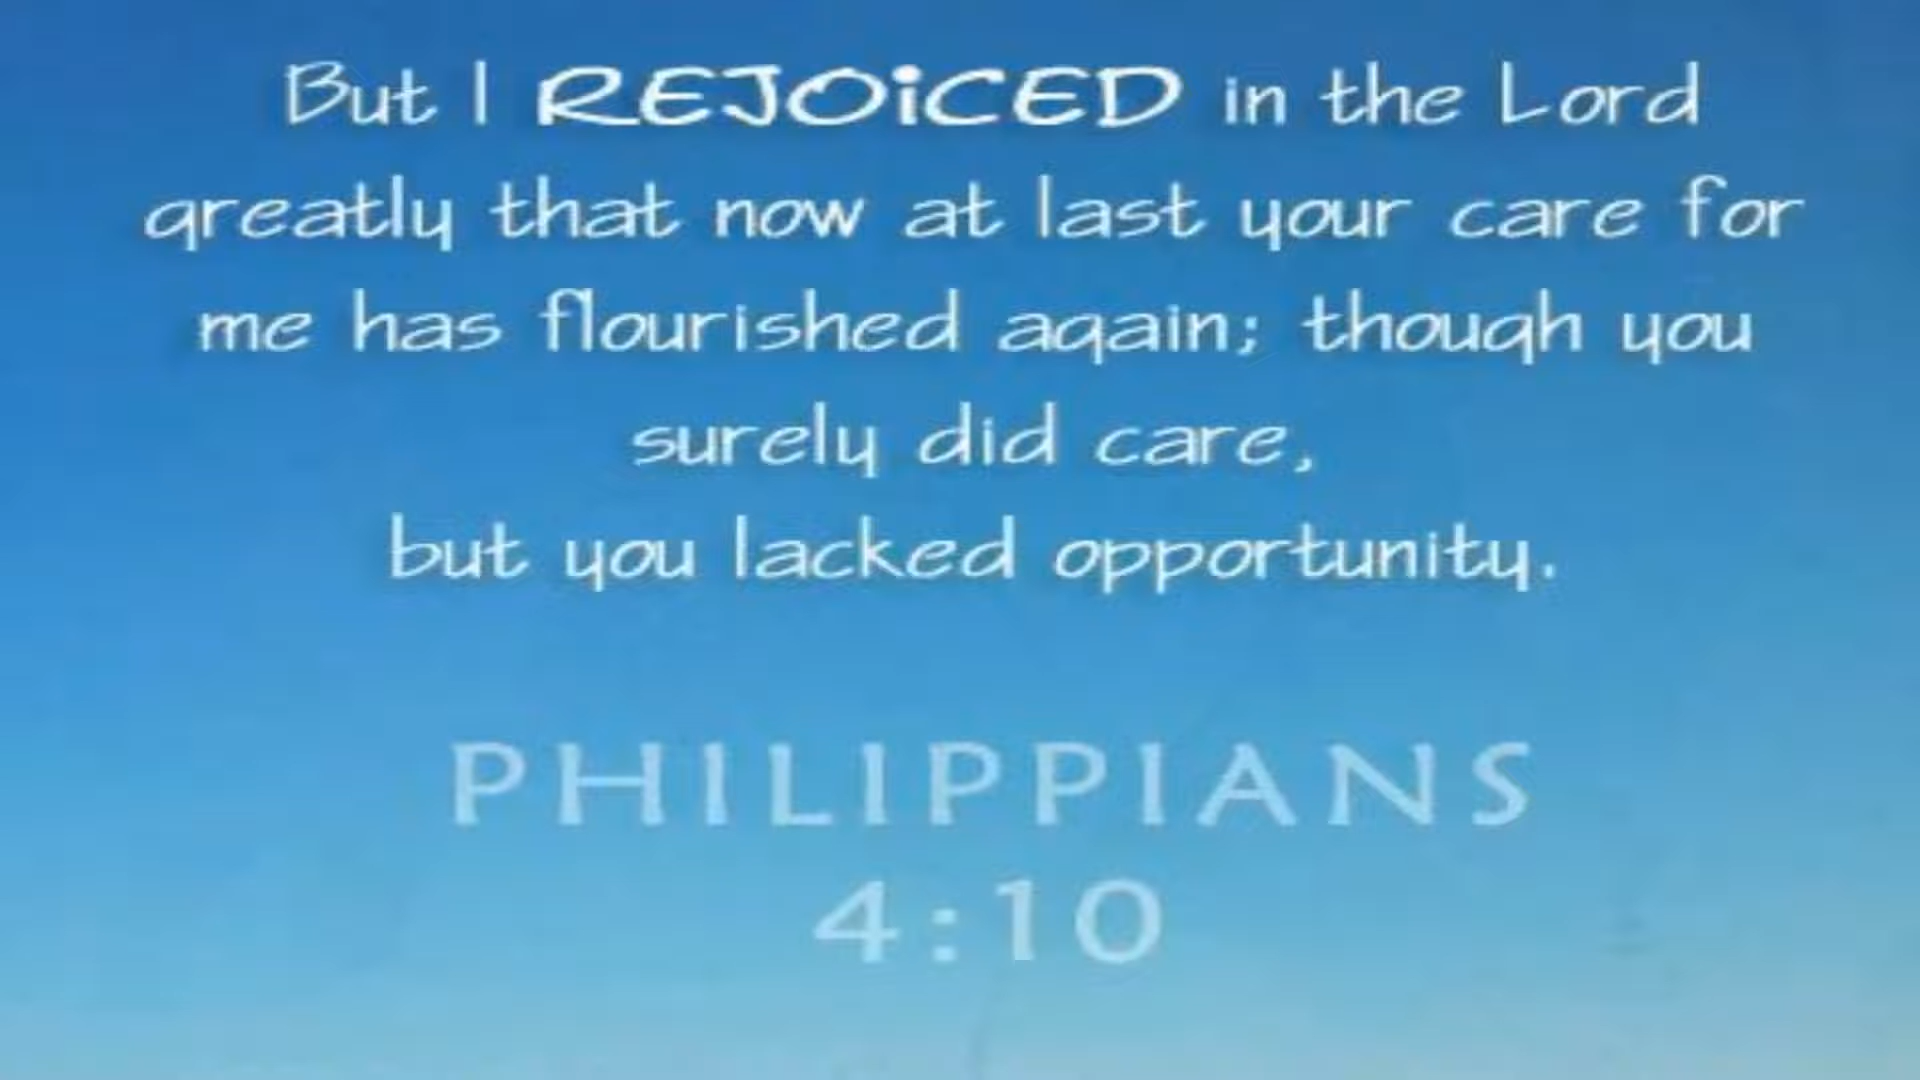 But I REJOiCED in the Lord
greatly that now at last your care for
me has flourished again; though you
surely did care,
but you lacked opportunity.
PHILIPPIANS
4:10